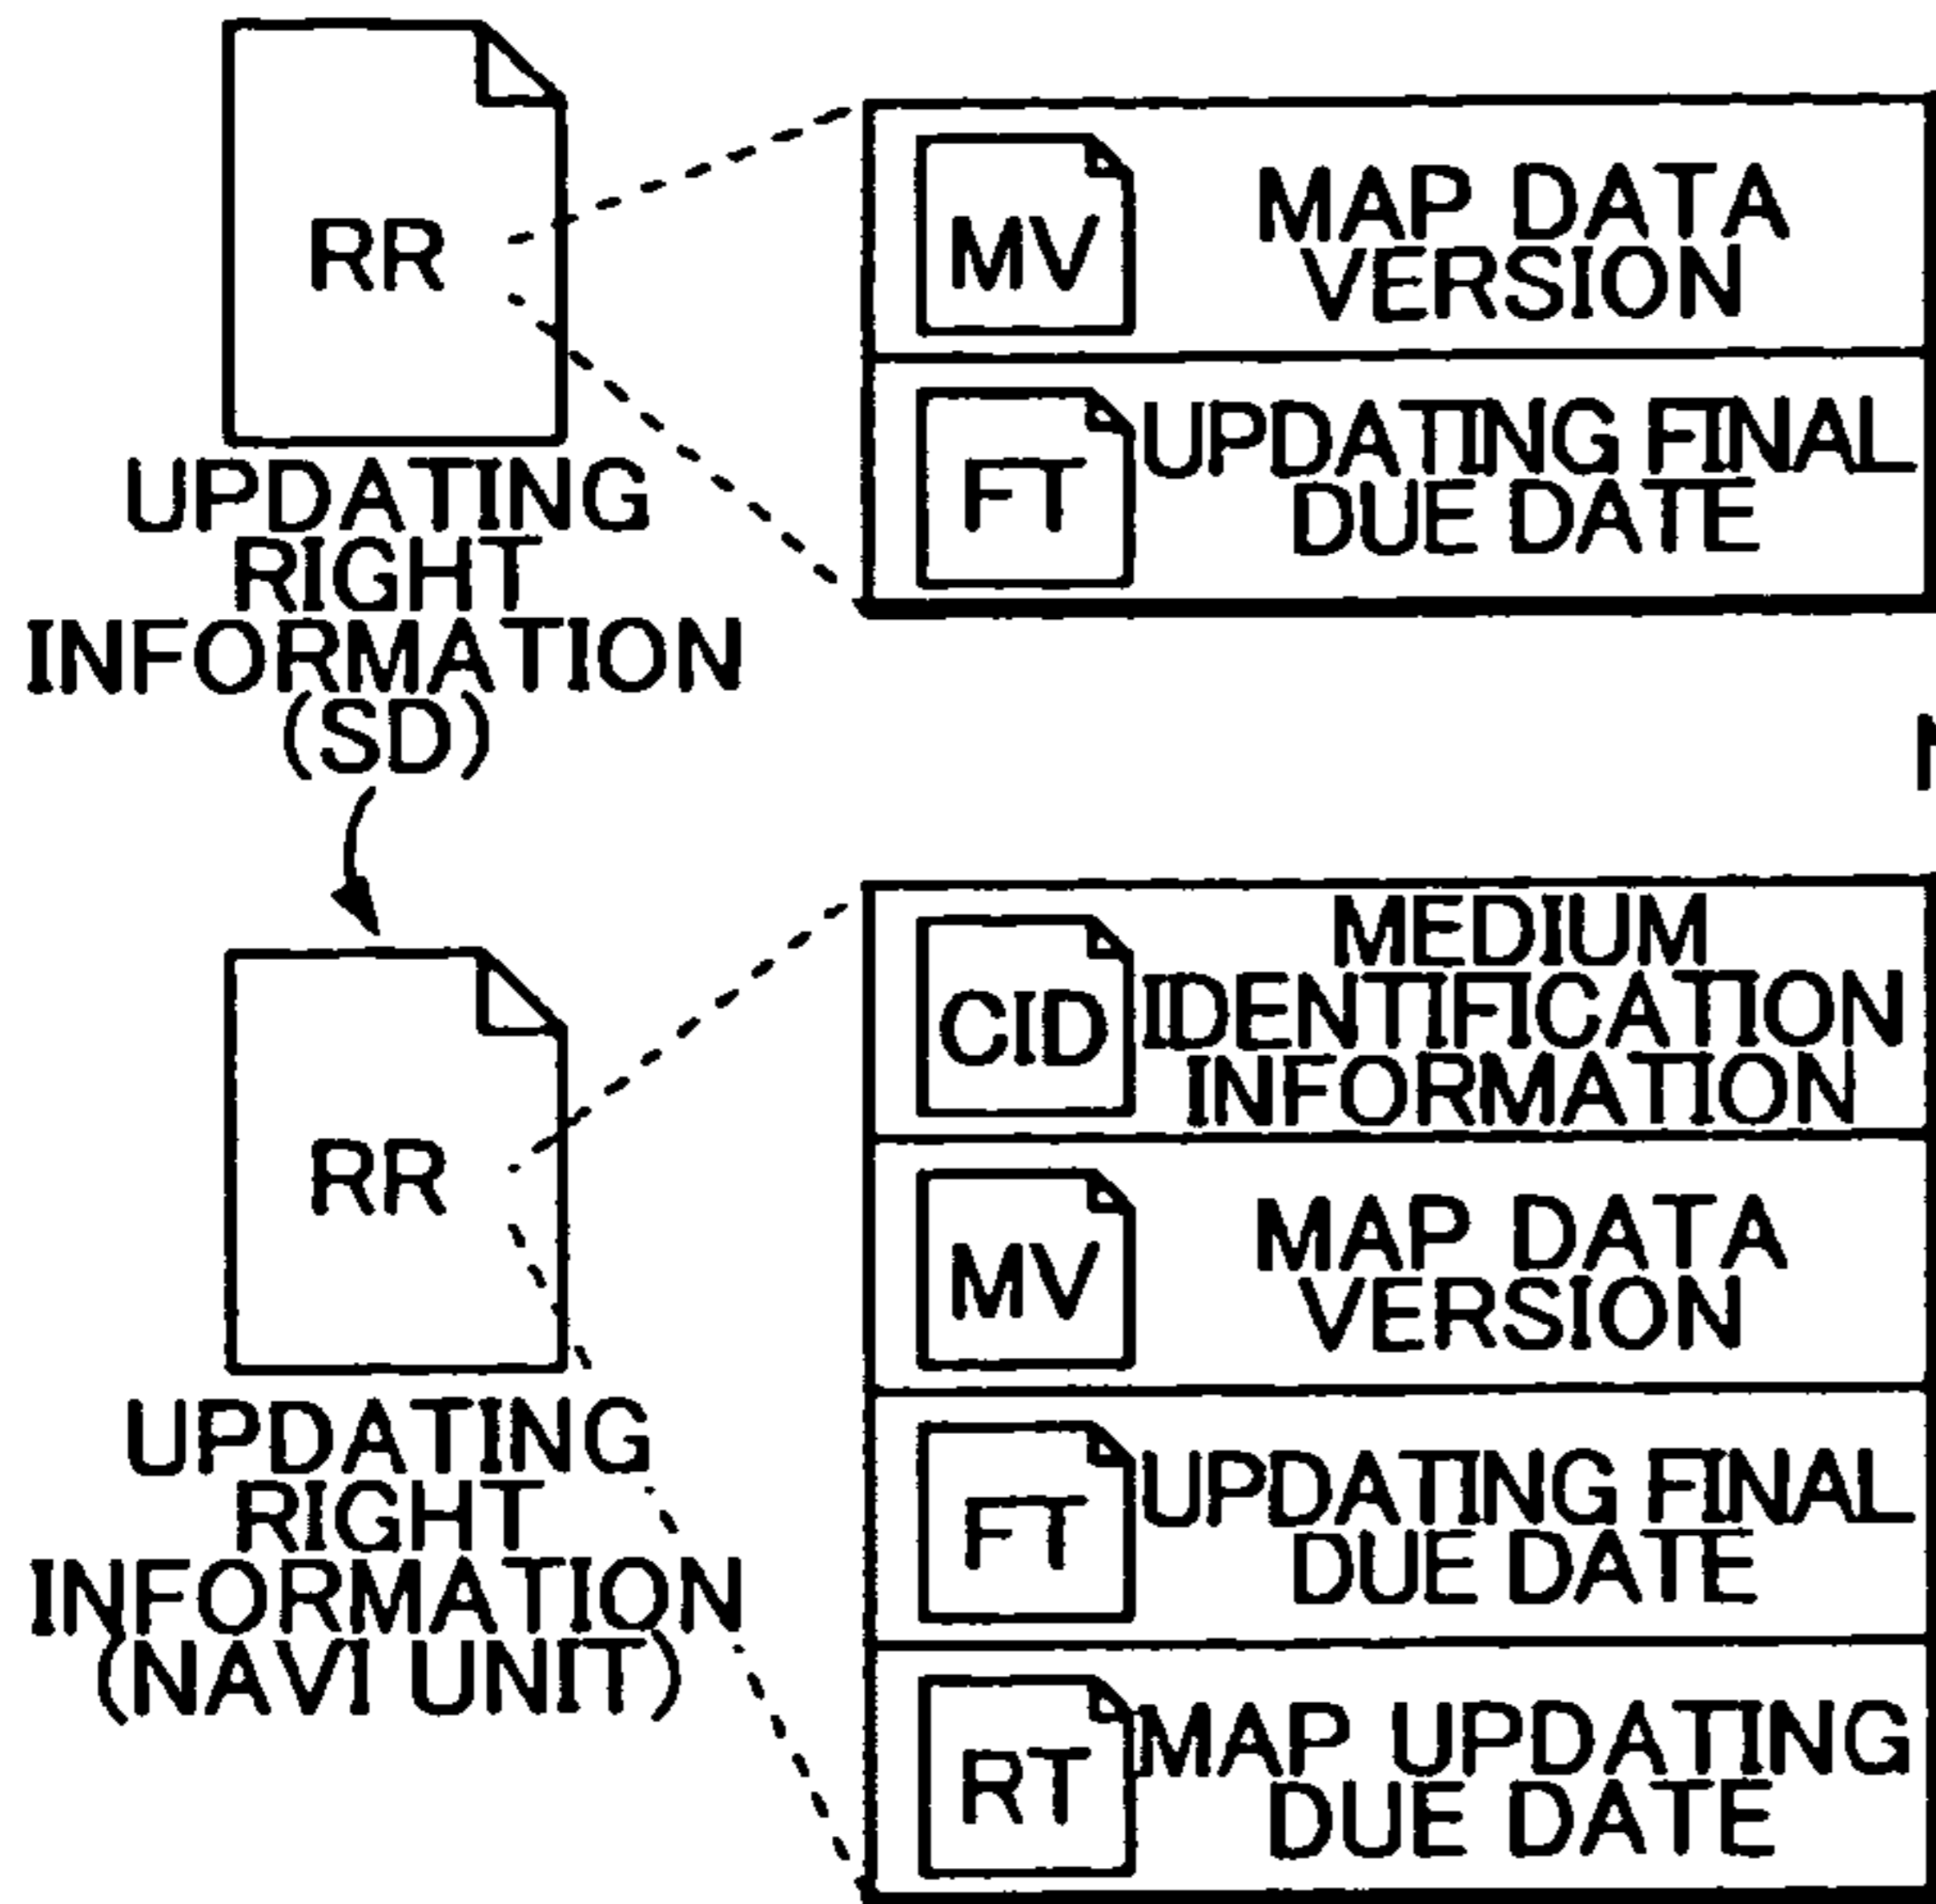 RR
UPDATING
RIGHT
INFORMATION
(SD)
MV
MAP DATA
VERSION
FT
UPDATING FINAL
DUE DATE
RR
UPDATING
RIGHT
INFORMATION
(NAVI UNIT)
CID
MEDIUM
IDENTIFICATION
INFORMATION
MV
MAP DATA
VERSION
FT
UPDATING FINAL
DUE DATE
RT
MAP UPDATING
DUE DATE